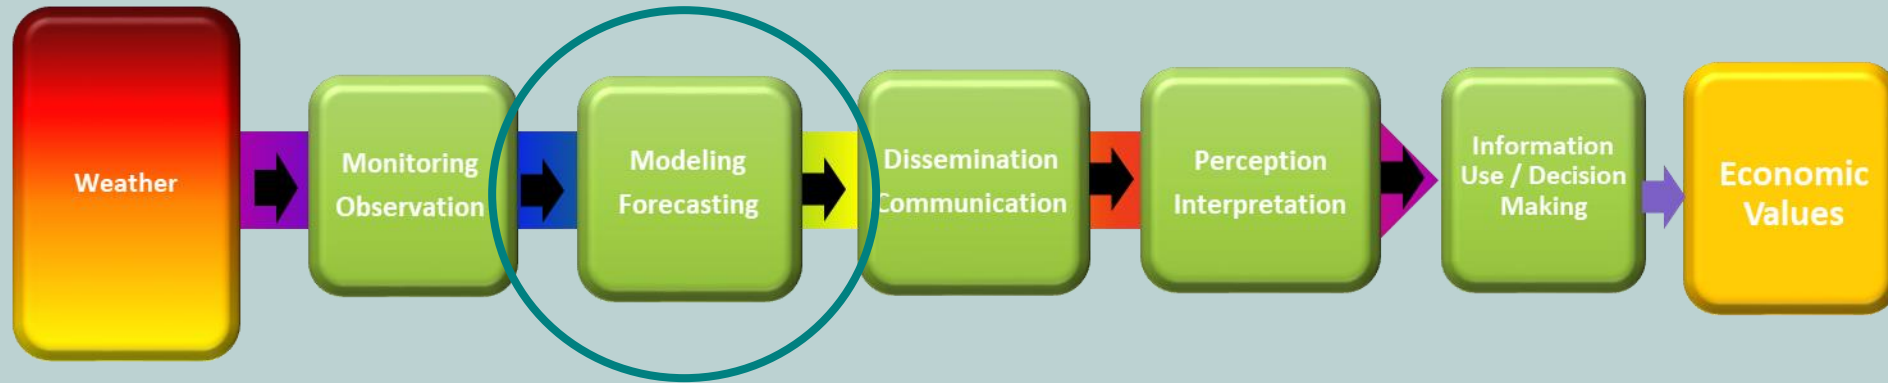 Weather
Monitoring
Observation
Modeling
Forecasting
Dissemination
Communication
Perception
Interpretation
Information
Use / Decision
Making
Economic
Values